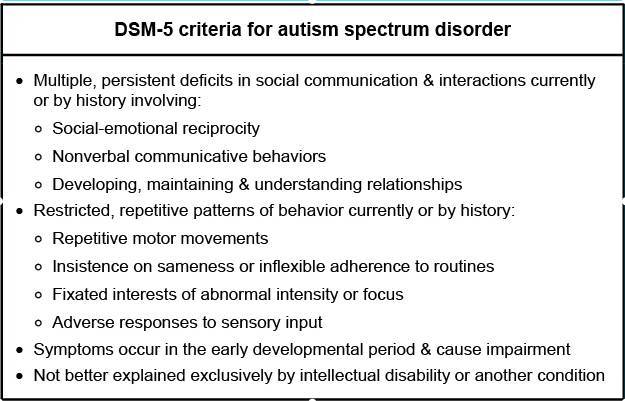 DSM-5 criteria for autism spectrum disorder
• Multiple, persistent deficits in social communication & interactions currently
or by history involving:
o Social-emotional reciprocity
o Nonverbal communicative behaviors
o Developing, maintaining & understanding relationships
• Restricted, repetitive patterns of behavior currently or by history:
o Repetitive motor movements
o Insistence on sameness or inflexible adherence to routines
o Fixated interests of abnormal intensity or focus
o Adverse responses to sensory input
• Symptoms occur in the early developmental period & cause impairment
• Not better explained exclusively by intellectual disability or another condition